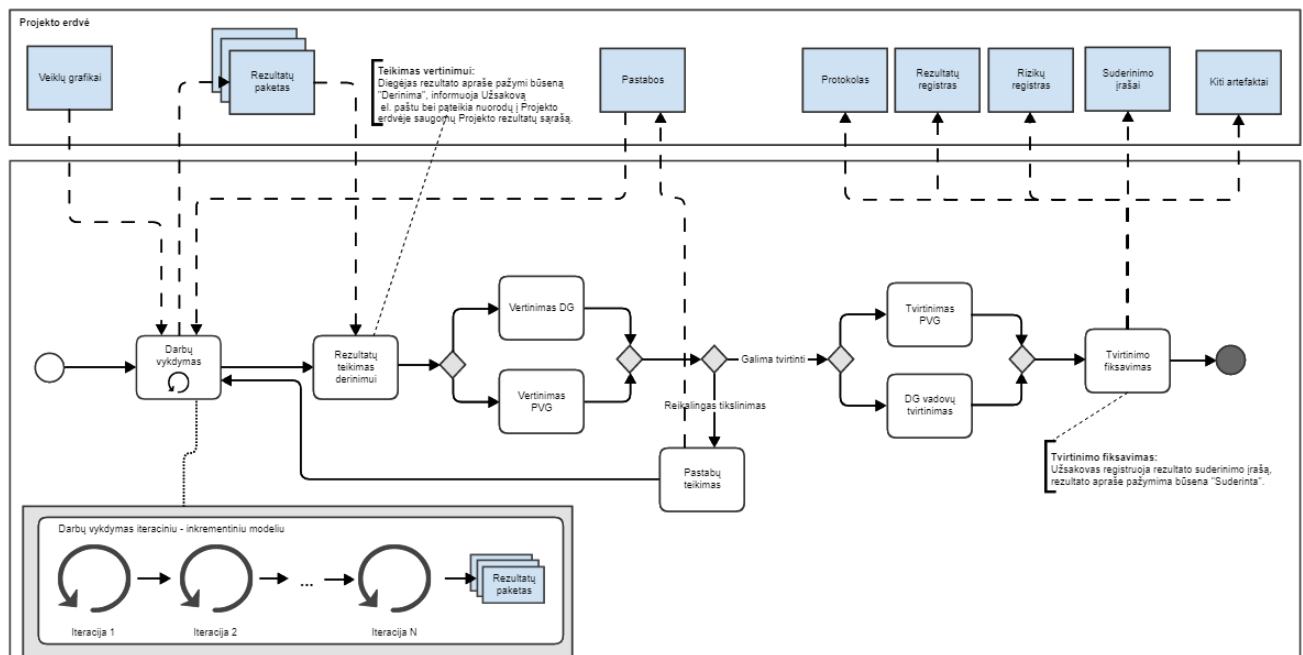 Projekto erdvė
Veiklų grafikai
Rezultatų
paketas
Teikimas vertinimui:
Diegėjas rezultato apraše pažymi būseną
"Derinima", informuoja Užsakovą
el. paštu bei pąteikia nuorodų į Projekto
erdvėje saugonų Projekto rezultatų sąrašą.
Pastabos
Protokolas
Rezultatų
registras
Rizikų
registras
Suderinimo
įrašai
Kiti artefaktai
Darbų
vykdymas
Rezultatų
teikimas
derinimui
Vertinimas DG
Vertinimas
PVG
Galima tvirtinti
Reikalingas tikslinimas
Pastabų
teikimas
Tvirtinimas
PVG
DG vadovų
tvirtinimas
Tvirtinimo
fiksavimas
Tvirtinimo fiksavimas:
Užsakovas registruoja rezultato suderinimo įrašą,
rezultato apraše pažymima būsena "Suderinta".
Darbų vykdymas iteraciniu - inkrementiniu modeliu
...
Rezultatų
paketas
Iteracija 1
Iteracija 2
Iteracija N